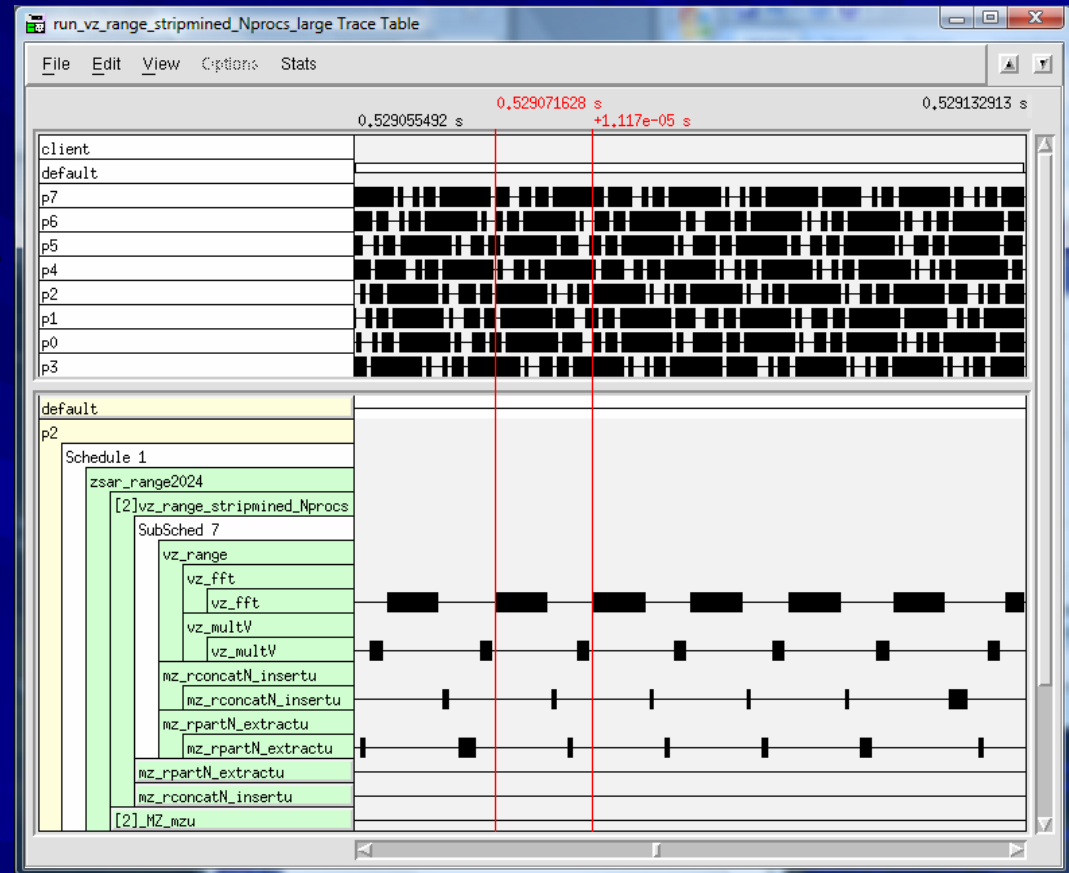 run_vz_range_stripmined_Nprocs_large Trace Table
File Edit View Options Stats
0.529071628 s 0.529132913 s
0.529055492 s +1.117e-05 s
client
default
p7
p6
p5
p4
p2
p1
p0
p3
default
p2
Schedule 1
zsar_range2024
[2]vz_range_stripmined_Nprocs
SubSched 7
vz_range
vz_fft
vz_fft
vz_multV
vz_multV
mz_rconcatN_insertu
mz_rconcatN_insertu
mz_rpartN_extractu
mz_rpartN_extractu
mz_rpartN_extractu
mz_rconcatN_insertu
[2]_MZ_mzu